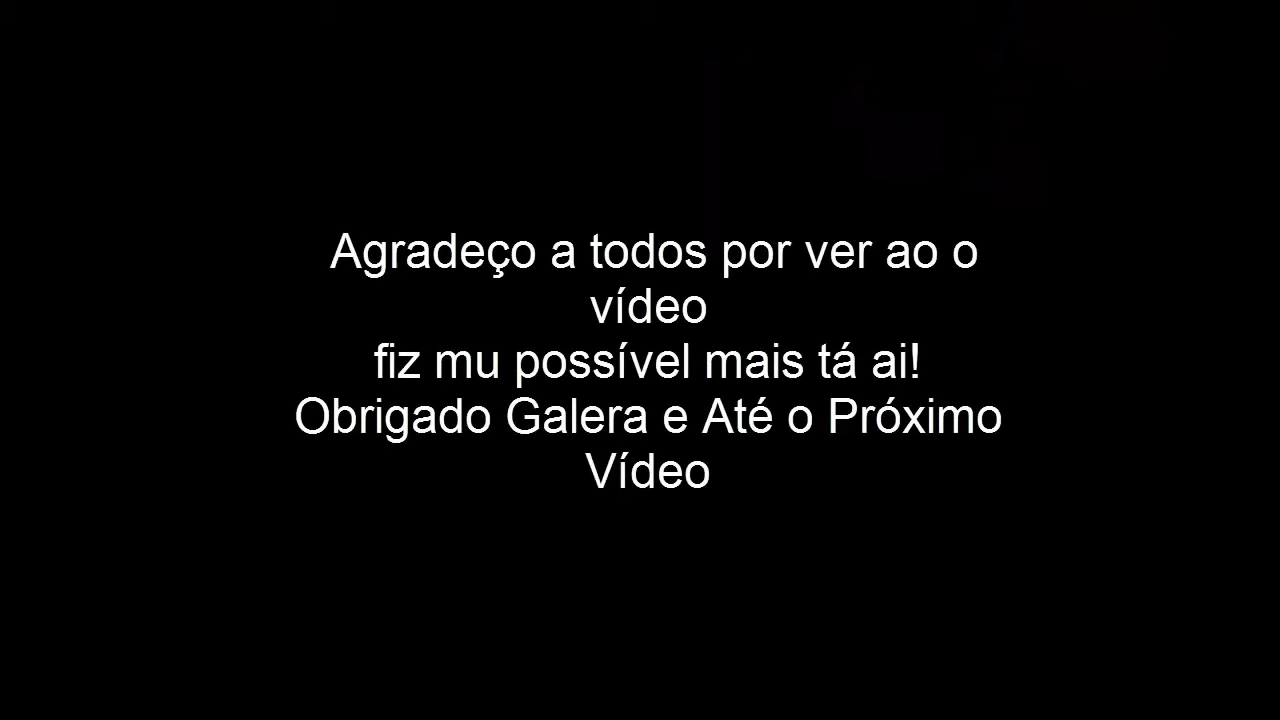 Agradeço a todos por ver ao o
vídeo
fiz mu possível mais tá ai!
Obrigado Galera e Até o Próximo
Vídeo